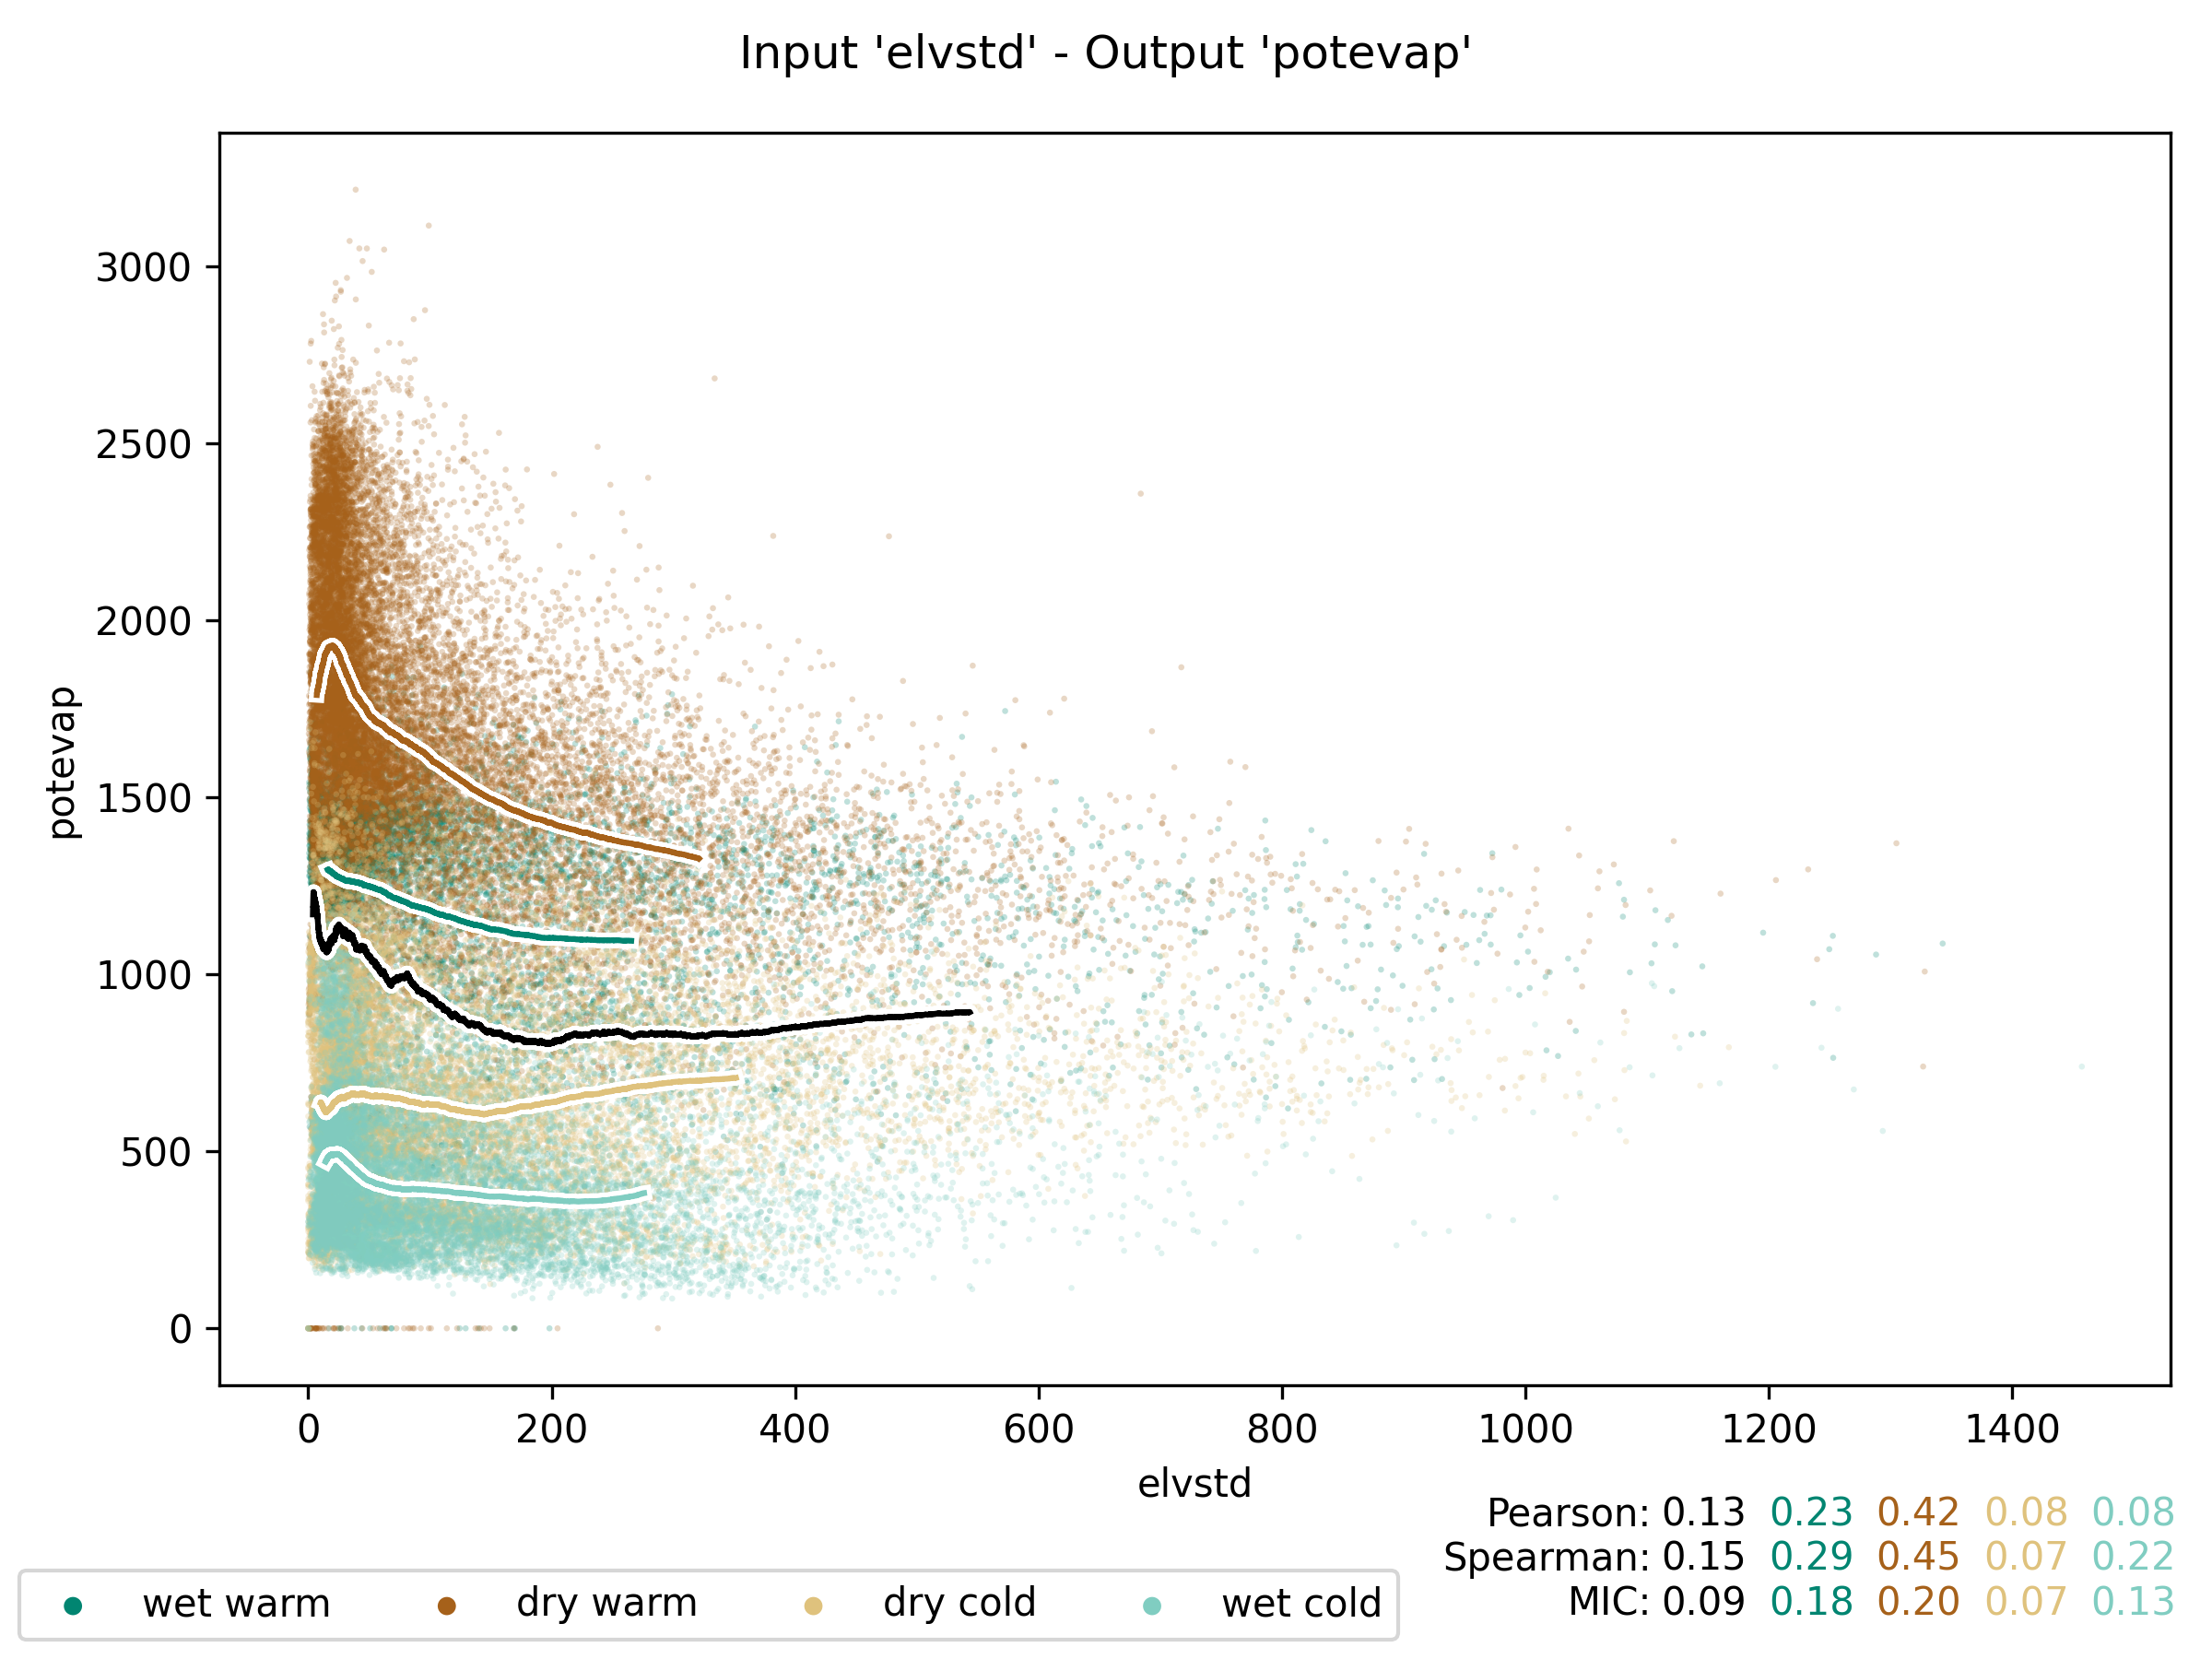 Input 'elvstd' - Output 'potevap'
potevap
3000
2500
2000
1500
1000
500
0
0 200 400 600 800 1000 1200 1400
elvstd
Pearson: 0.13 0.23 0.42 0.08 0.08
Spearman: 0.15 0.29 0.45 0.07 0.22
MIC: 0.09 0.18 0.20 0.07 0.13
wet warm dry warm dry cold wet cold